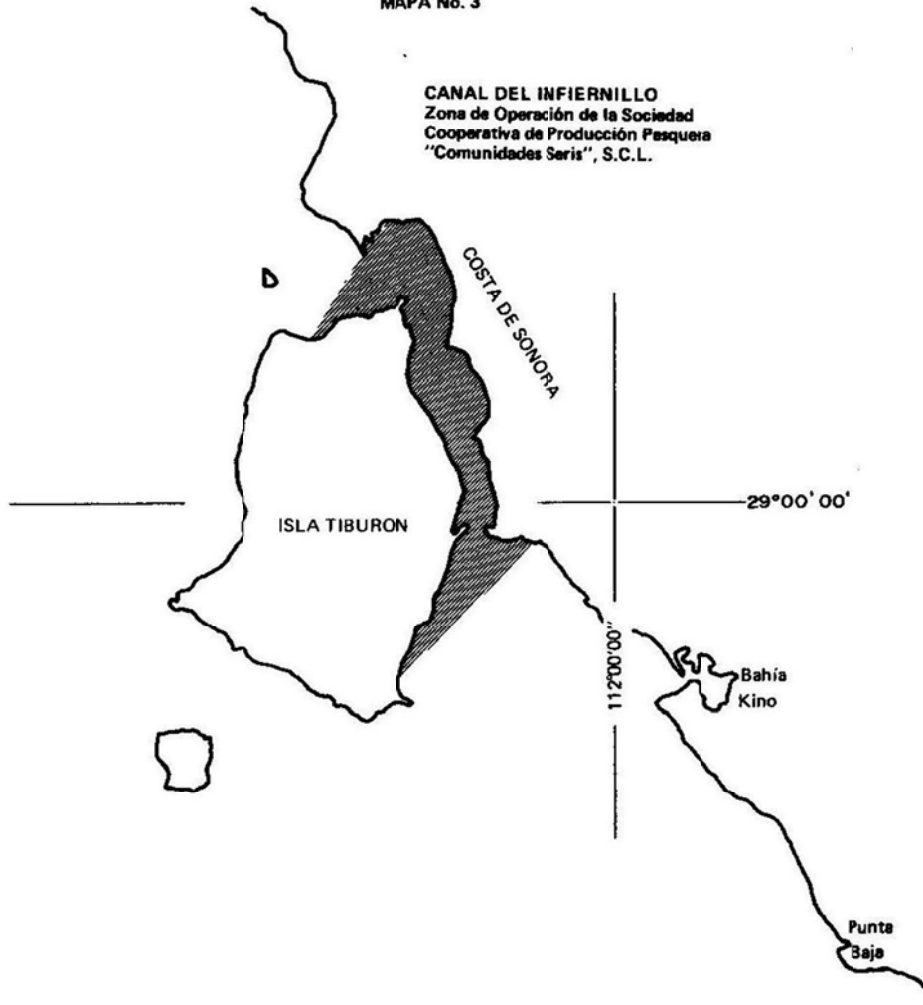 MAPA No. 3
CANAL DEL INFIERNILLO
Zona de Operación de la Sociedad
Cooperativa de Producción Pesquera
"Comunidades Seris", S.C.L.
COSTA DE SONORA
29°00'00'
ISLA TIBURON
112°00'00"
Bahía
Kino
Punta
Baja